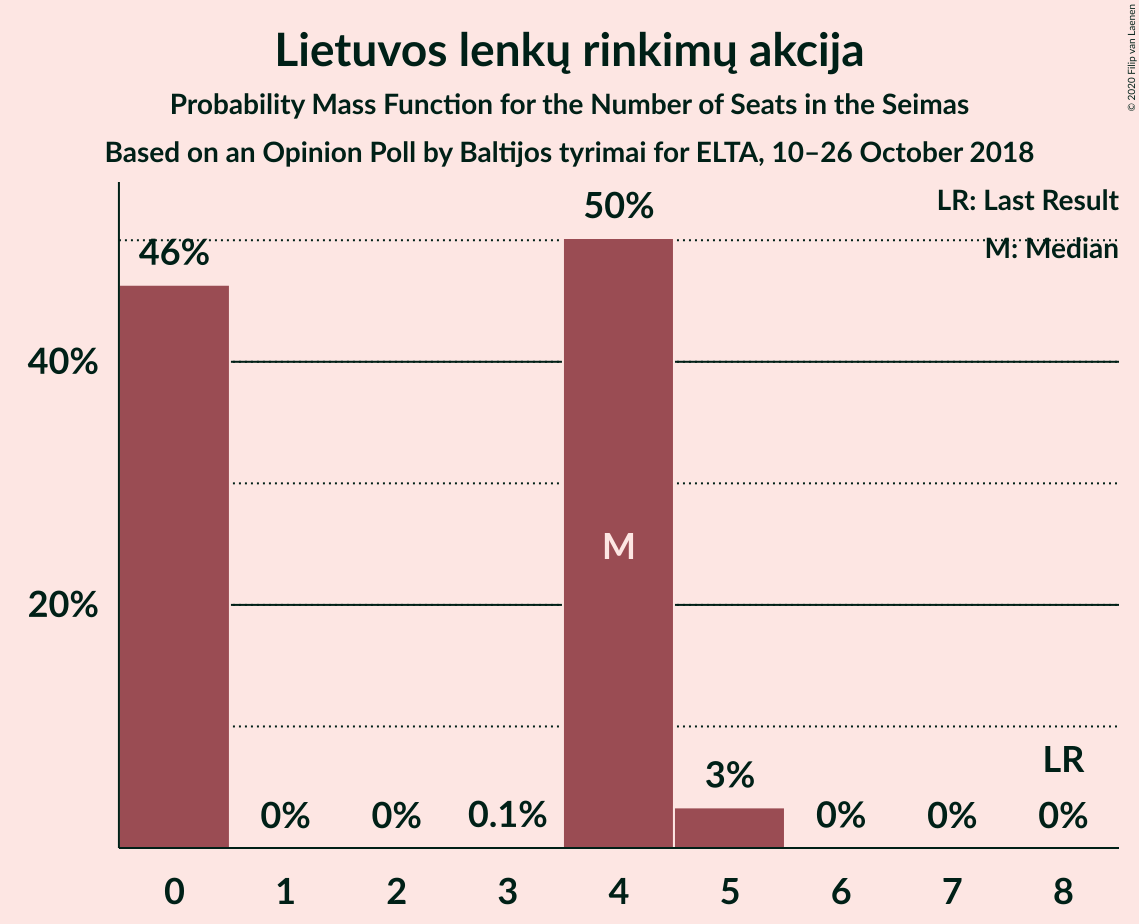 Lietuvos lenkų rinkimų akcija
Probability Mass Function for the Number of Seats in the Seimas
Based on an Opinion Poll by Baltijos tyrimai for ELTA, 10–26 October 2018
© 2020 Filip van Laenen
LR: Last Result
M: Median
50%
46%
40%
M
20%
LR
3%
0%
0%
0.1%
0%
0%
0%
0
1
2
3
4
5
6
7
8